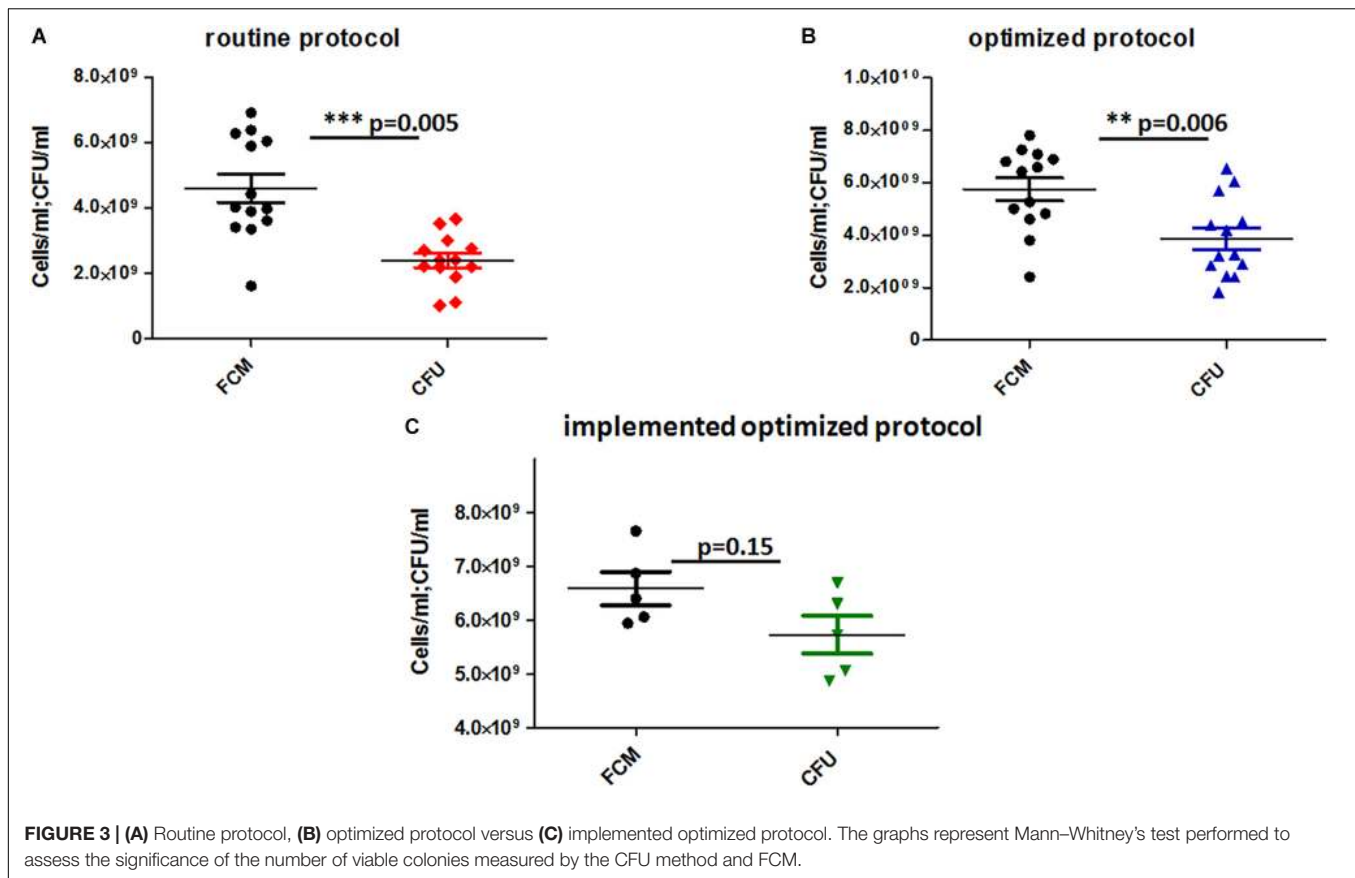 A
routine protocol
8.0×10⁹
6.0×10⁹
4.0×10⁹
2.0×10⁹
0
Cells/ml;CFU/ml
*** p=0.005
FCM
CFU
B
optimized protocol
1.0×10¹⁰
8.0×10⁰⁹
6.0×10⁰⁹
4.0×10⁰⁹
2.0×10⁰⁹
0
Cells/ml;CFU/ml
** p=0.006
FCM
CFU
C
implemented optimized protocol
8.0×10⁹
7.0×10⁹
6.0×10⁹
5.0×10⁹
4.0×10⁹
Cells/ml;CFU/ml
p=0.15
FCM
CFU
FIGURE 3 | (A) Routine protocol, (B) optimized protocol versus (C) implemented optimized protocol. The graphs represent Mann–Whitney's test performed to
assess the significance of the number of viable colonies measured by the CFU method and FCM.